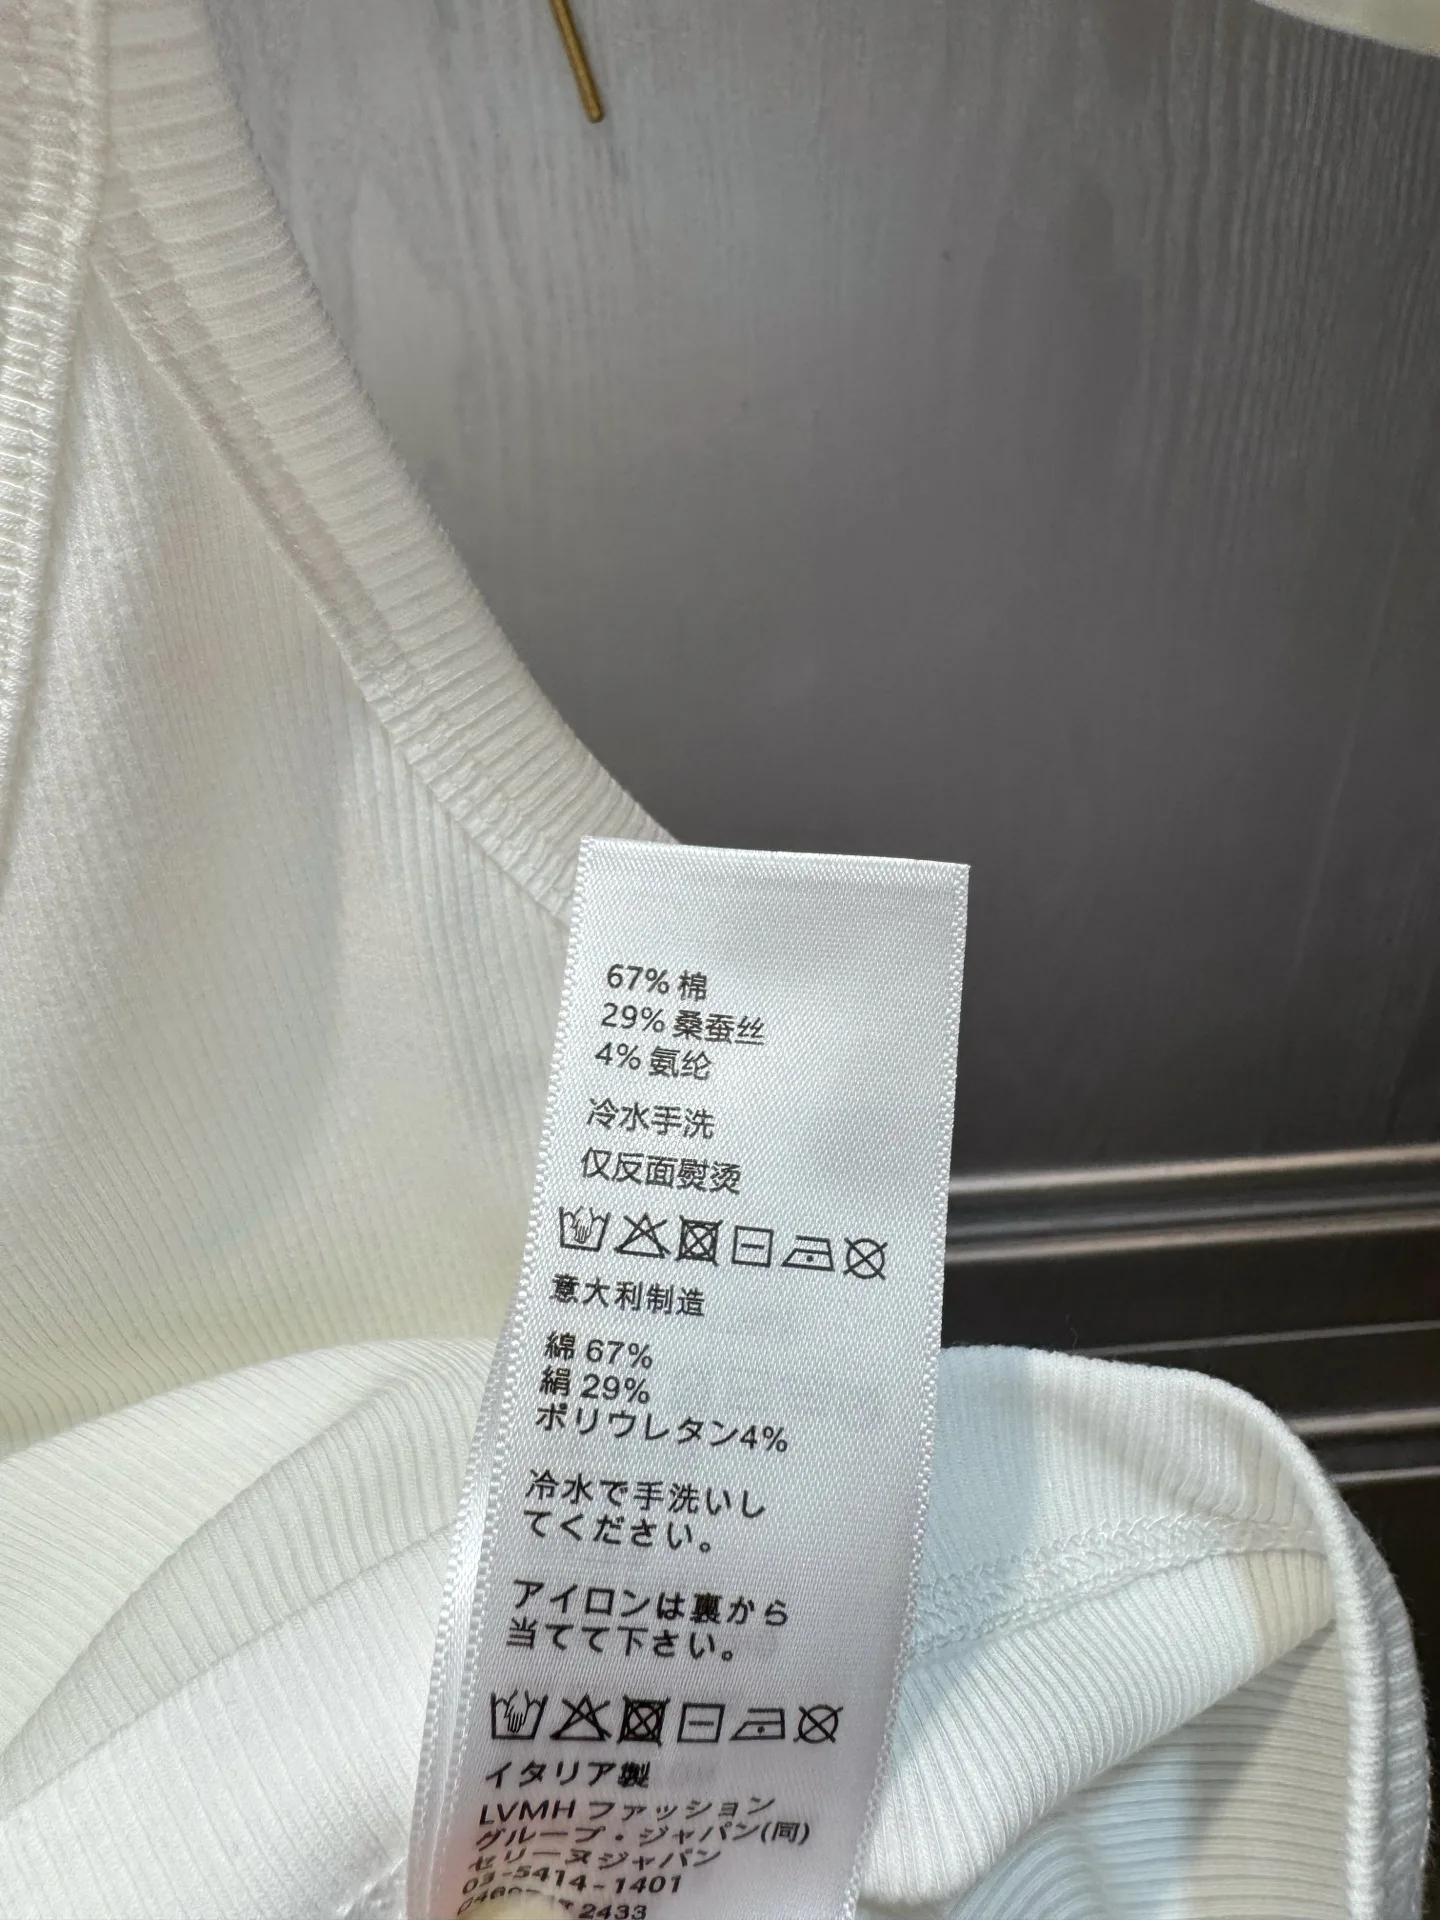 67% 棉
29% 桑蚕丝
4% 氨纶
冷水手洗
仅反面熨烫
意大利制造
綿 67%
絹 29%
ポリウレタン4%
冷水で手洗いし
てください。
アイロンは裏から
当てて下さい。
イタリア製
LVMH ファッション
グループ・ジャパン(同)
セリーヌジャパン
03-5414-1401
2433